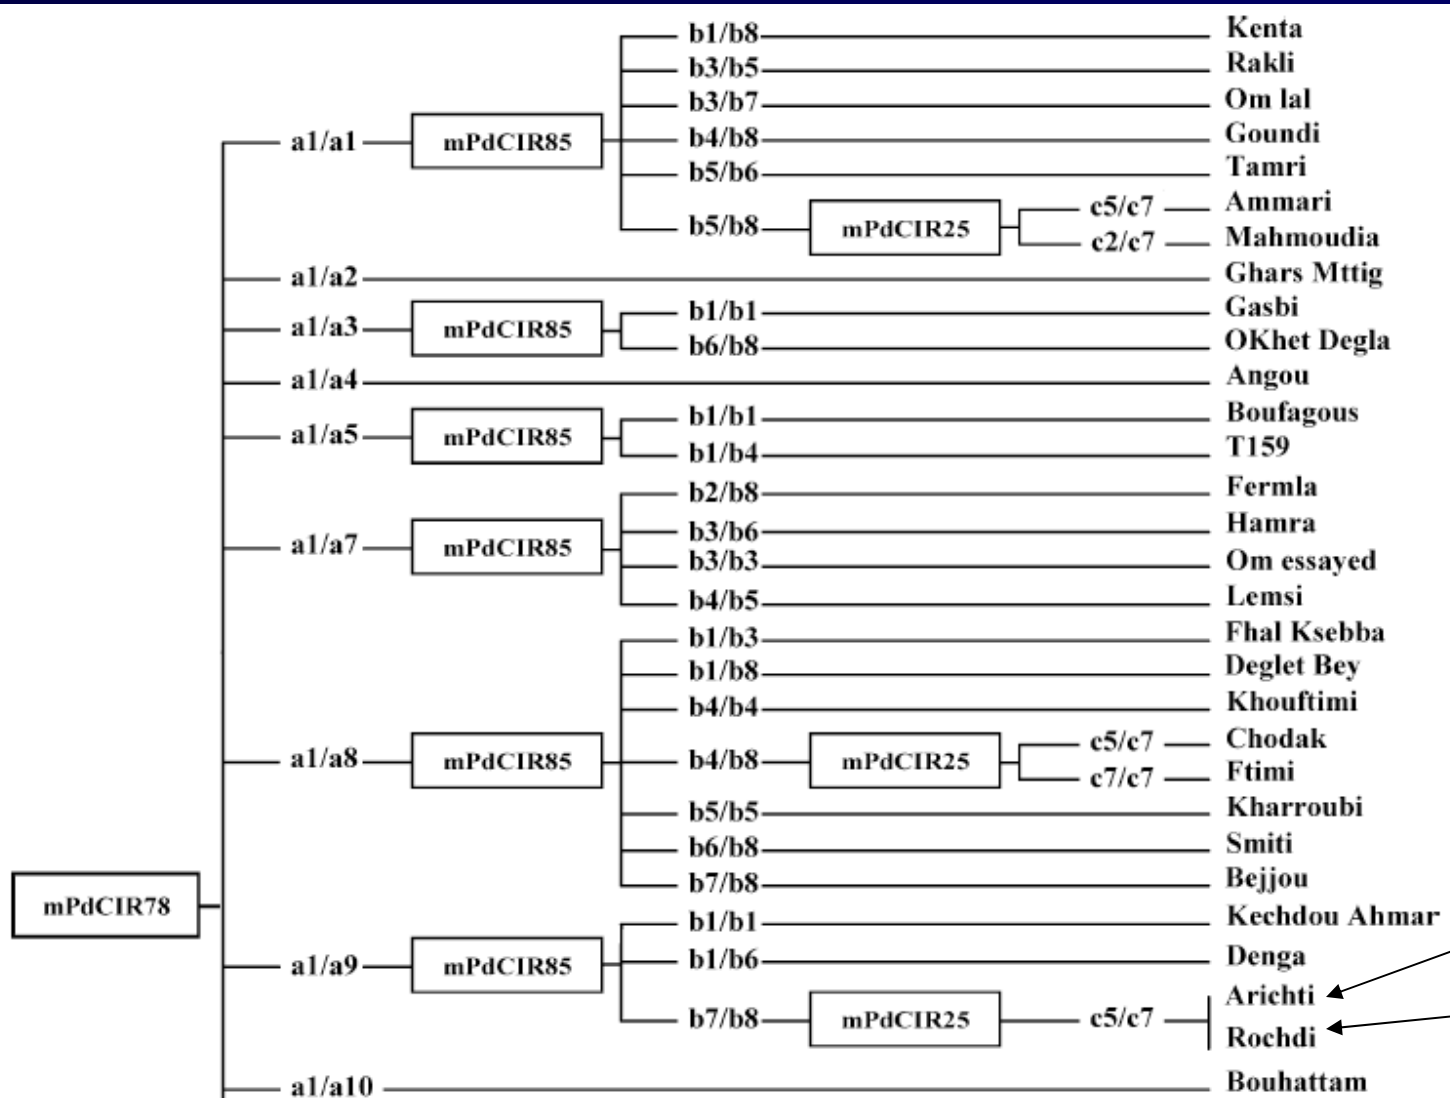 b1/b8 Kenta
b3/b5 Rakli
b3/b7 Om lal
a1/a1 mPdCIR85 b4/b8 Goundi
b5/b6 Tamri
c5/c7 Ammari
b5/b8 mPdCIR25
c2/c7 Mahmoudia
a1/a2 Ghars Mttig
b1/b1 Gasbi
a1/a3 mPdCIR85
b6/b8 OKhet Degla
a1/a4 Angou
b1/b1 Boufagous
a1/a5 mPdCIR85
b1/b4 T159
b2/b8 Fermla
b3/b6 Hamra
a1/a7 mPdCIR85
b3/b3 Om essayed
b4/b5 Lemsi
b1/b3 Fhal Ksebba
b1/b8 Deglet Bey
b4/b4 Khouftimi
c5/c7 Chodak
a1/a8 mPdCIR85 b4/b8 mPdCIR25
c7/c7 Ftimi
b5/b5 Kharroubi
b6/b8 Smiti
b7/b8 Bejjou
mPdCIR78
b1/b1 Kechdou Ahmar
b1/b6 Denga
a1/a9 mPdCIR85
Arichti
b7/b8 mPdCIR25 c5/c7
Rochdi
a1/a10 Bouhattam